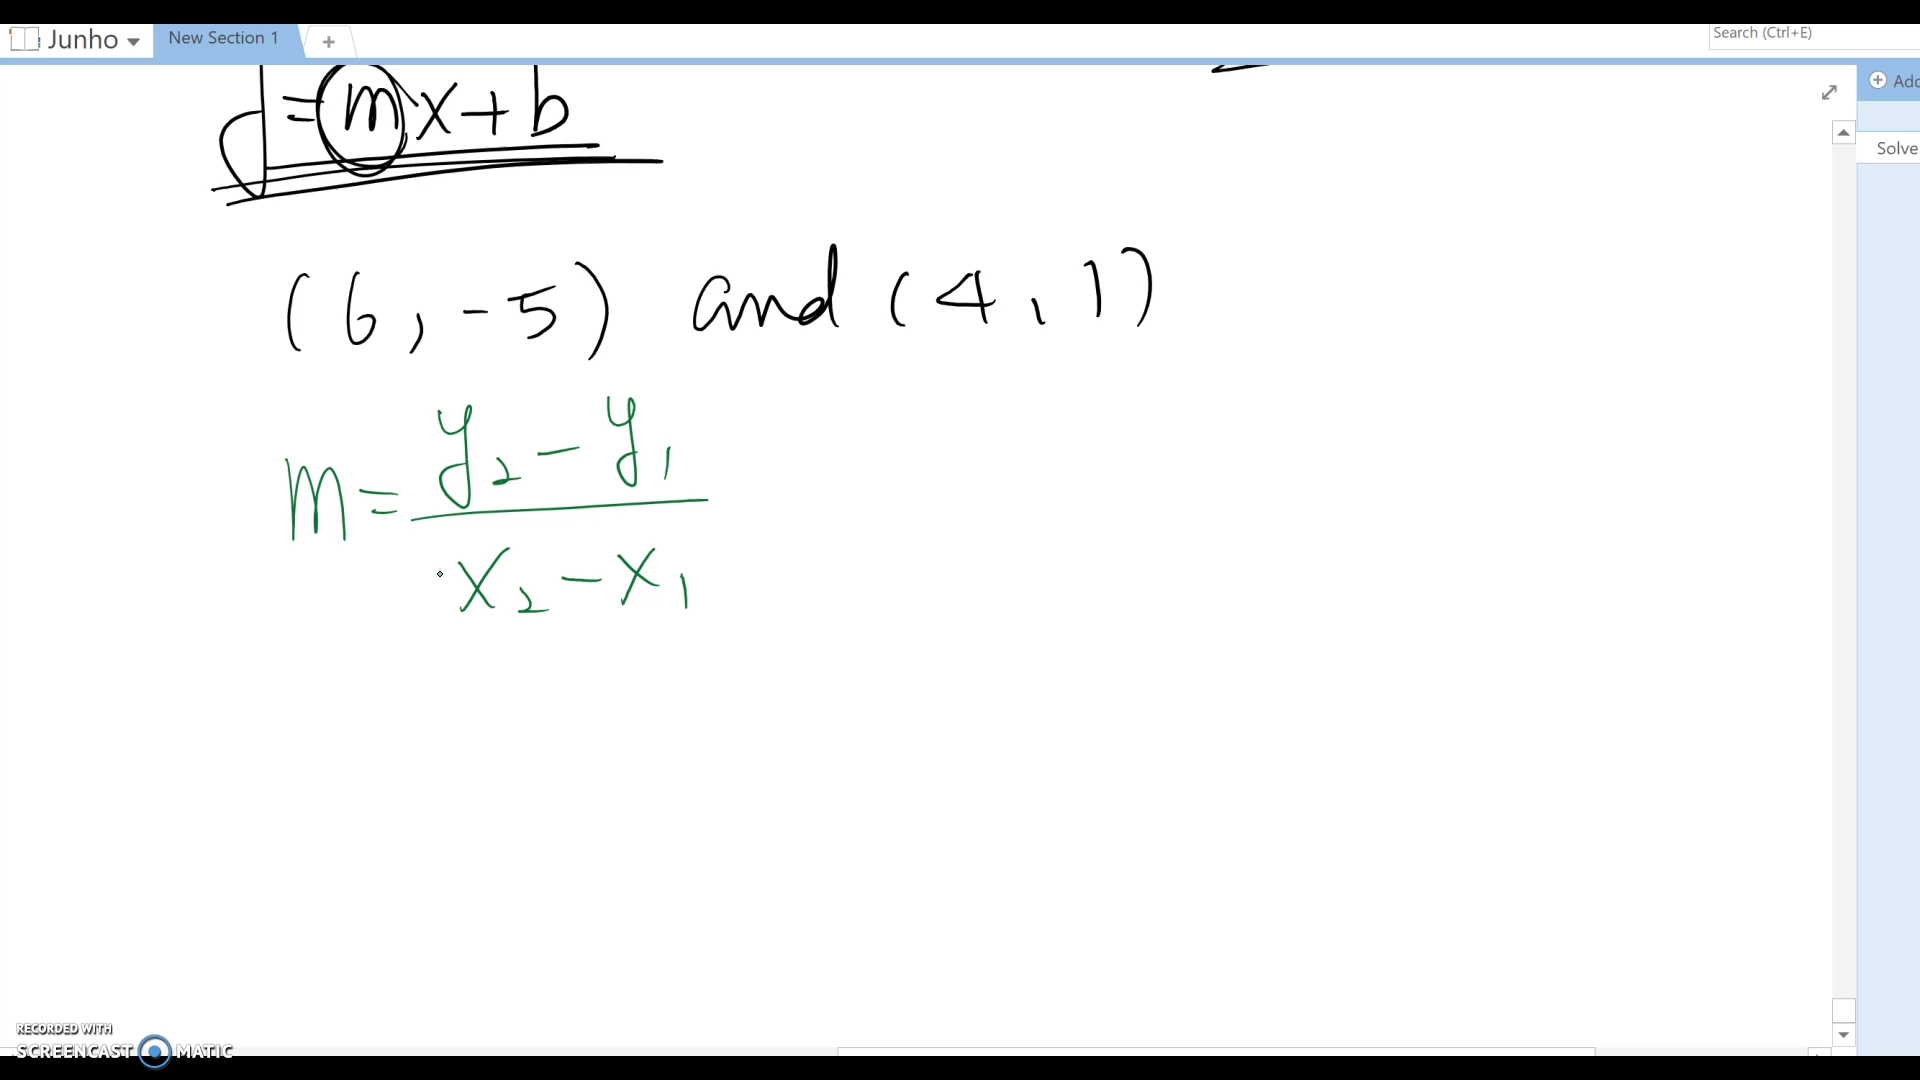 Junho
New Section 1
+
Search (Ctrl+E)
y=mx+b
Solve
(6,-5) and (4,1)
m= y₂-y₁
x₂-x₁
RECORDED WITH
SCREENCAST MATIC